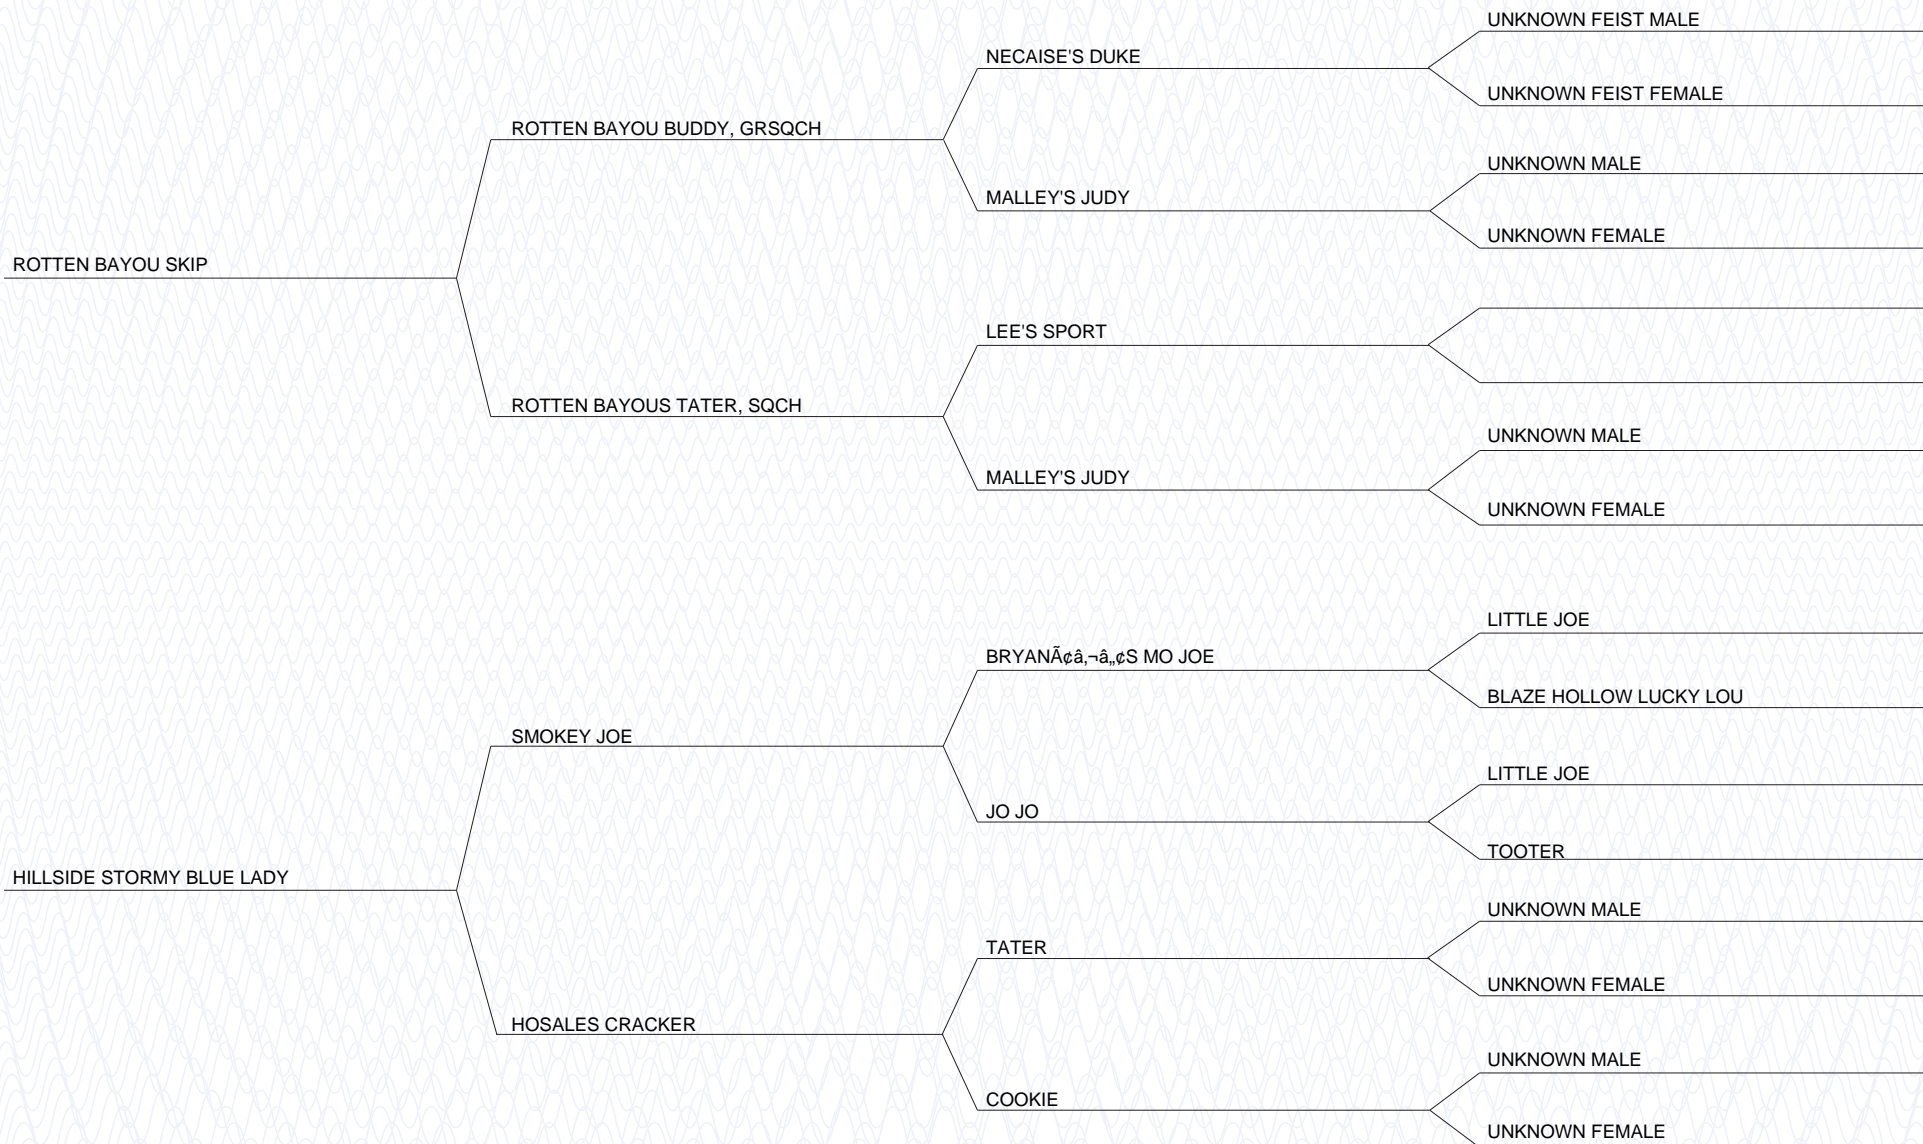 UNKNOWN FEIST MALE
NECAISE'S DUKE
UNKNOWN FEIST FEMALE
ROTTEN BAYOU BUDDY, GRSQCH
UNKNOWN MALE
MALLEY'S JUDY
UNKNOWN FEMALE
ROTTEN BAYOU SKIP
LEE'S SPORT
ROTTEN BAYOUS TATER, SQCH
UNKNOWN MALE
MALLEY'S JUDY
UNKNOWN FEMALE
LITTLE JOE
BRYANÃ¢â‚¬â„¢S MO JOE
BLAZE HOLLOW LUCKY LOU
SMOKEY JOE
LITTLE JOE
JO JO
TOOTER
HILLSIDE STORMY BLUE LADY
UNKNOWN MALE
TATER
UNKNOWN FEMALE
HOSALES CRACKER
UNKNOWN MALE
COOKIE
UNKNOWN FEMALE